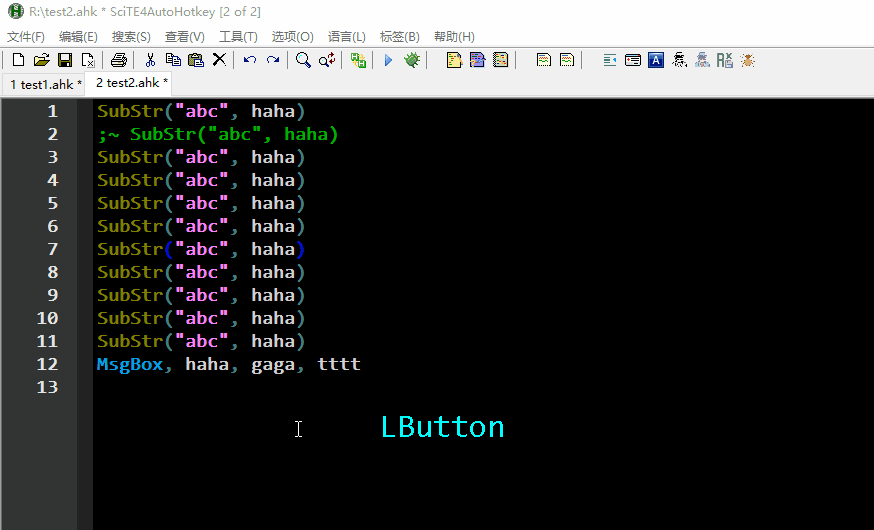 R:\test2.ahk * SciTE4AutoHotkey [2 of 2]
文件(F) 编辑(E) 搜索(S) 查看(V) 工具(T) 选项(O) 语言(L) 标签(B) 帮助(H)
1 test1.ahk * 2 test2.ahk *
1 SubStr("abc", haha)
2 ;~ SubStr("abc", haha)
3 SubStr("abc", haha)
4 SubStr("abc", haha)
5 SubStr("abc", haha)
6 SubStr("abc", haha)
7 SubStr("abc", haha)
8 SubStr("abc", haha)
9 SubStr("abc", haha)
10 SubStr("abc", haha)
11 SubStr("abc", haha)
12 MsgBox, haha, gaga, tttt
13
LButton